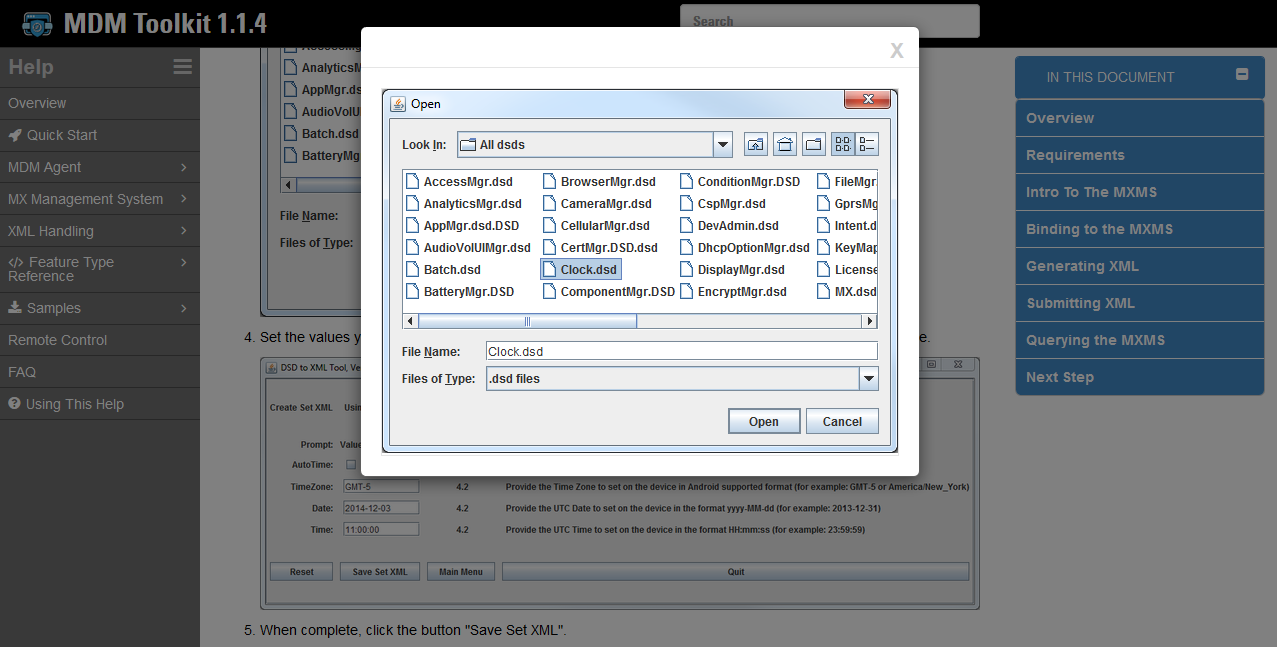 MDM Toolkit 1.1.4
Search
Help
Overview
Quick Start
MDM Agent
MX Management System
XML Handling
</> Feature Type
Reference
Samples
Remote Control
FAQ
Using This Help
AnalyticsM
AppMgr.ds
AudioVolUI
Batch.dsd
BatteryMg
File Name:
Files of Type:
X
Open
Look In:
All dsds
AccessMgr.dsd BrowserMgr.dsd ConditionMgr.DSD FileMgr.
AnalyticsMgr.dsd CameraMgr.dsd CspMgr.dsd GprsMg
AppMgr.dsd.DSD CellularMgr.dsd DevAdmin.dsd Intent.d
AudioVolUIMgr.dsd CertMgr.DSD.dsd DhcpOptionMgr.dsd KeyMap
Batch.dsd Clock.dsd DisplayMgr.dsd License
BatteryMgr.DSD ComponentMgr.DSD EncryptMgr.dsd MX.dsd
File Name: Clock.dsd
Files of Type: .dsd files
Open Cancel
4. Set the values y
e.
DSD to XML Tool, Ve
Create Set XML Usin
Prompt: Value
AutoTime:
TimeZone: GMT-5 4.2 Provide the Time Zone to set on the device in Android supported format (for example: GMT-5 or America/New_York)
Date: 2014-12-03 4.2 Provide the UTC Date to set on the device in the format yyyy-MM-dd (for example: 2013-12-31)
Time: 11:00:00 4.2 Provide the UTC Time to set on the device in the format HH:mm:ss (for example: 23:59:59)
Reset Save Set XML Main Menu Quit
5. When complete, click the button "Save Set XML".
IN THIS DOCUMENT
Overview
Requirements
Intro To The MXMS
Binding to the MXMS
Generating XML
Submitting XML
Querying the MXMS
Next Step